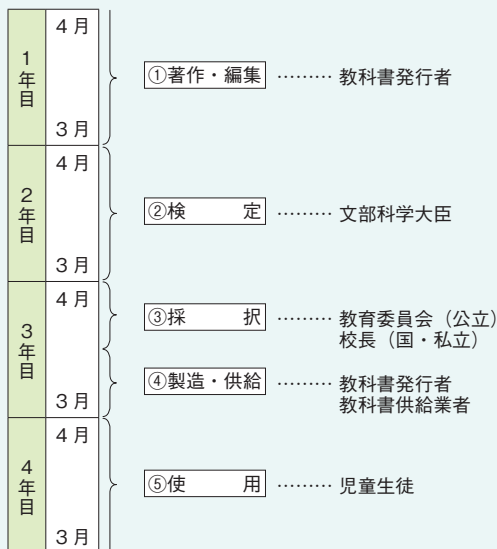 1年目
4月
3月
①著作・編集 ……… 教科書発行者
2年目
4月
3月
②検　定 ……… 文部科学大臣
3年目
4月
3月
③採　択 ……… 教育委員会（公立）
校長（国・私立）
④製造・供給 ……… 教科書発行者
教科書供給業者
4年目
4月
3月
⑤使　用 ……… 児童生徒